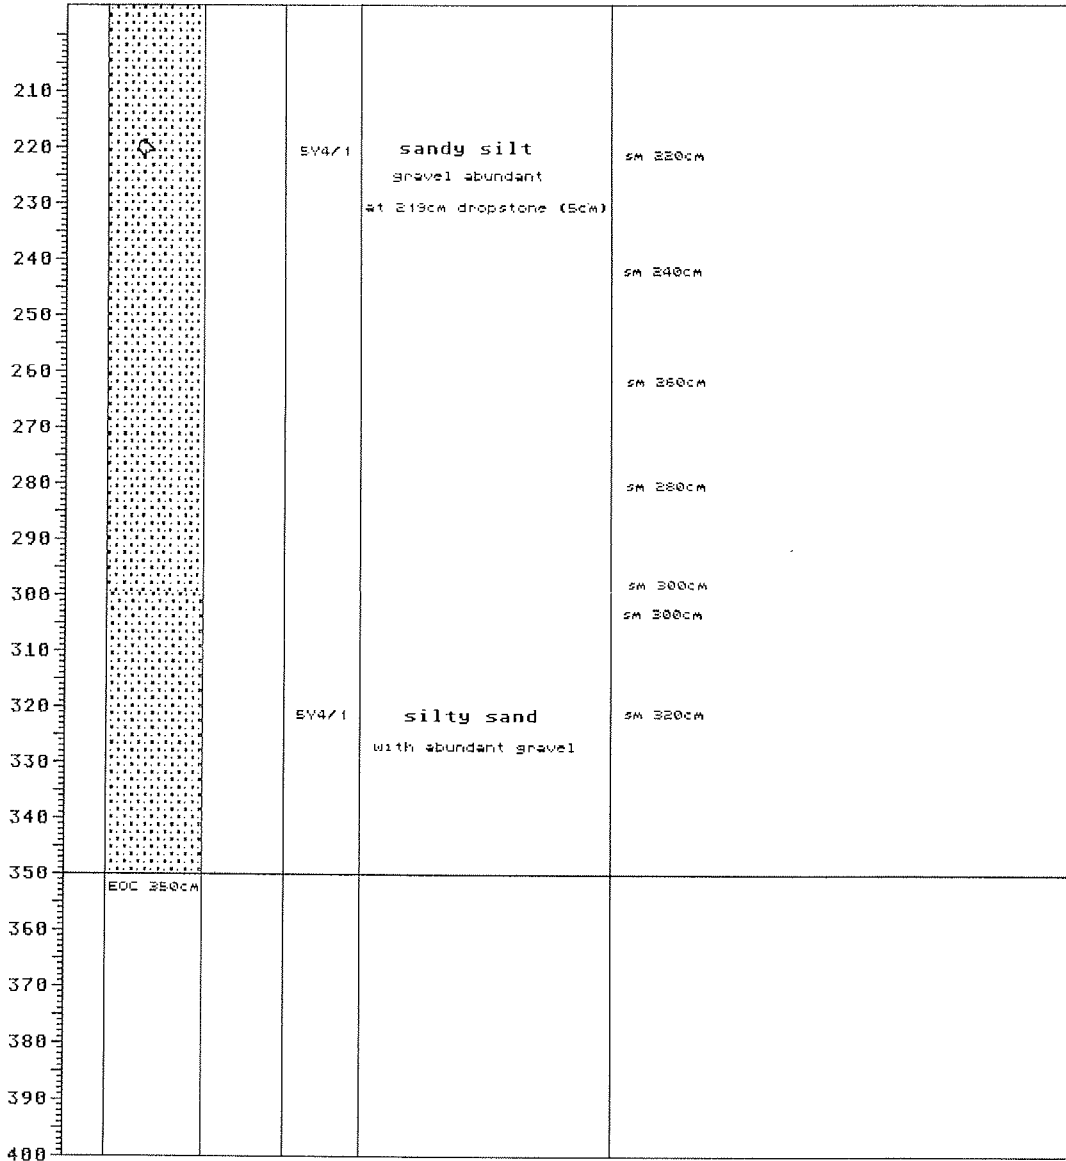 210
220 5Y4/1 sandy silt sm 220cm
gravel abundant
230 at 219cm dropstone (5cm)
240 sm 240cm
250
260 sm 260cm
270
280 sm 280cm
290
300 sm 300cm
sm 300cm
310
320 5Y4/1 silty sand sm 320cm
330 with abundant gravel
340
350
EOC 350cm
360
370
380
390
400